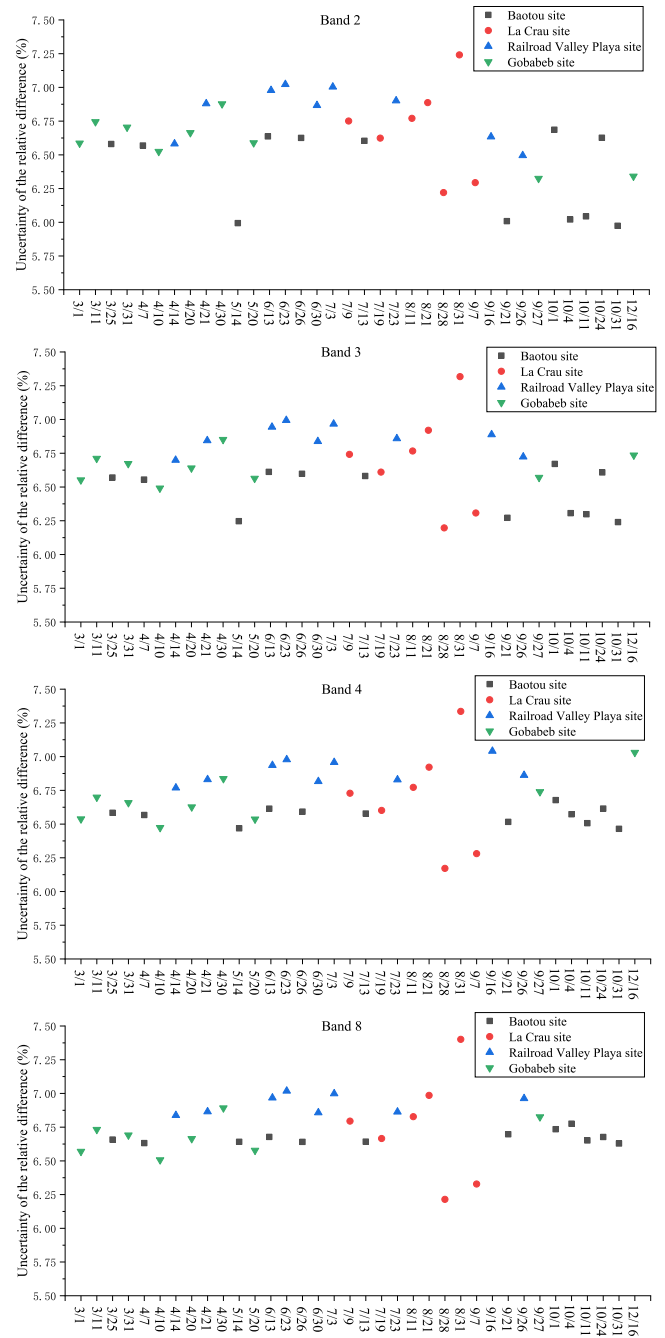 Band 2
Baotou site
La Crau site
Railroad Valley Playa site
Gobabeb site
Uncertainty of the relative difference (%)
7.50
7.25
7.00
6.75
6.50
6.25
6.00
5.75
5.50
3/1 3/11 3/25 3/31 4/7 4/10 4/14 4/20 4/21 4/30 5/14 5/20 6/13 6/23 6/26 6/30 7/3 7/9 7/13 7/19 7/23 8/11 8/21 8/28 8/31 9/7 9/16 9/21 9/26 9/27 10/1 10/4 10/11 10/24 10/31 12/16
Band 3
Baotou site
La Crau site
Railroad Valley Playa site
Gobabeb site
Uncertainty of the relative difference (%)
7.50
7.25
7.00
6.75
6.50
6.25
6.00
5.75
5.50
3/1 3/11 3/25 3/31 4/7 4/10 4/14 4/20 4/21 4/30 5/14 5/20 6/13 6/23 6/26 6/30 7/3 7/9 7/13 7/19 7/23 8/11 8/21 8/28 8/31 9/7 9/16 9/21 9/26 9/27 10/1 10/4 10/11 10/24 10/31 12/16
Band 4
Baotou site
La Crau site
Railroad Valley Playa site
Gobabeb site
Uncertainty of the relative difference (%)
7.50
7.25
7.00
6.75
6.50
6.25
6.00
5.75
5.50
3/1 3/11 3/25 3/31 4/7 4/10 4/14 4/20 4/21 4/30 5/14 5/20 6/13 6/23 6/26 6/30 7/3 7/9 7/13 7/19 7/23 8/11 8/21 8/28 8/31 9/7 9/16 9/21 9/26 9/27 10/1 10/4 10/11 10/24 10/31 12/16
Band 8
Baotou site
La Crau site
Railroad Valley Playa site
Gobabeb site
Uncertainty of the relative difference (%)
7.50
7.25
7.00
6.75
6.50
6.25
6.00
5.75
5.50
3/1 3/11 3/25 3/31 4/7 4/10 4/14 4/20 4/21 4/30 5/14 5/20 6/13 6/23 6/26 6/30 7/3 7/9 7/13 7/19 7/23 8/11 8/21 8/28 8/31 9/7 9/16 9/21 9/26 9/27 10/1 10/4 10/11 10/24 10/31 12/16